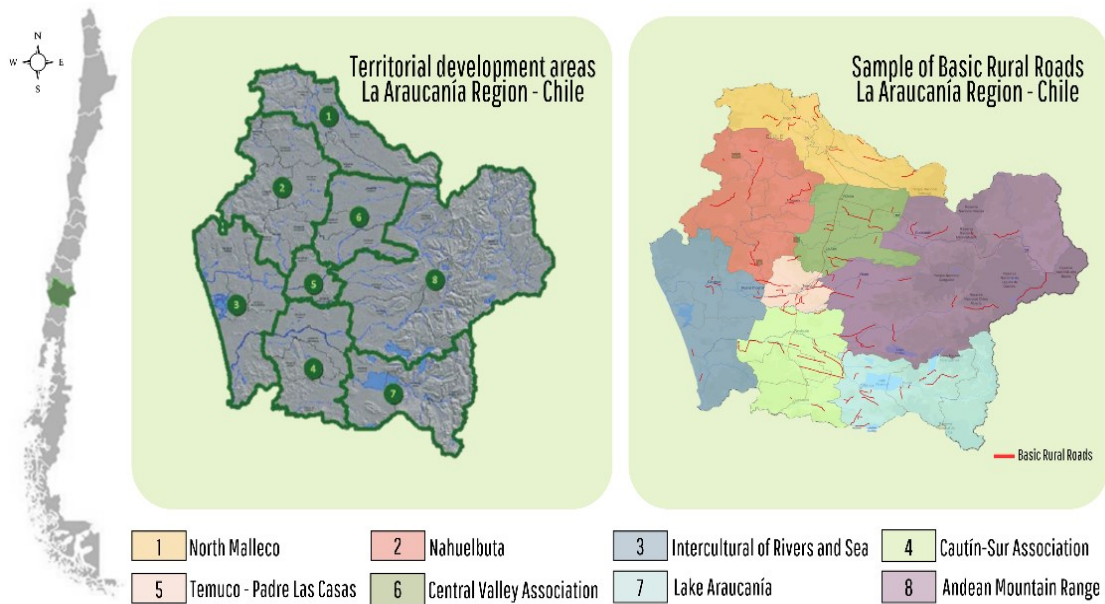 N
W E
S
Territorial development areas
La Araucanía Region - Chile
1
2
6
5
8
3
4
7
Sample of Basic Rural Roads
La Araucanía Region - Chile
Basic Rural Roads
1 North Malleco
2 Nahuelbuta
3 Intercultural of Rivers and Sea
4 Cautín-Sur Association
5 Temuco - Padre Las Casas
6 Central Valley Association
7 Lake Araucanía
8 Andean Mountain Range